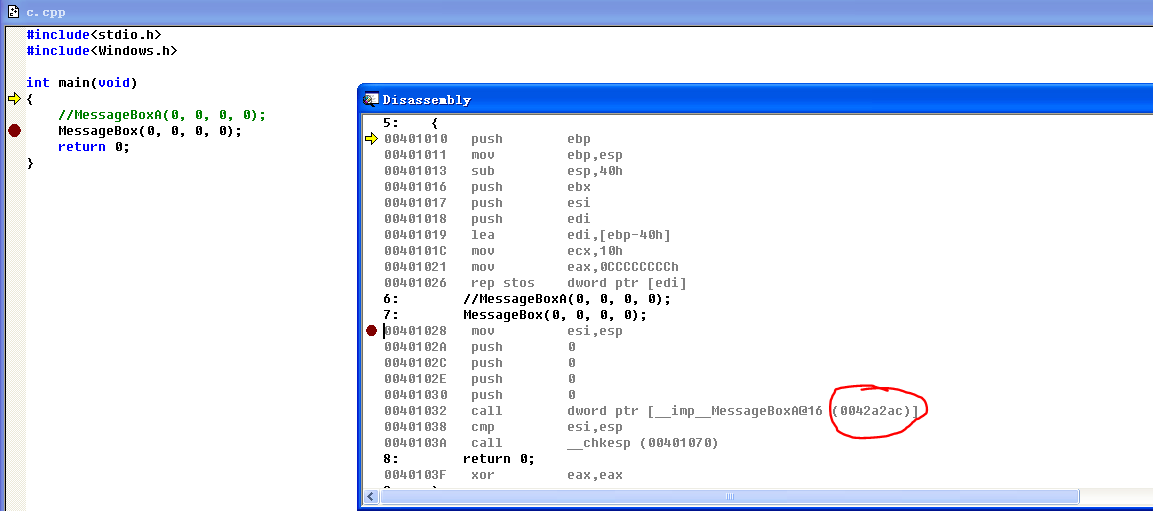 c.cpp
#include<stdio.h>
#include<Windows.h>
int main(void)
{
//MessageBoxA(0, 0, 0, 0);
MessageBox(0, 0, 0, 0);
return 0;
}
Disassembly
5: {
00401010 push ebp
00401011 mov ebp,esp
00401013 sub esp,40h
00401016 push ebx
00401017 push esi
00401018 push edi
00401019 lea edi,[ebp-40h]
0040101C mov ecx,10h
00401021 mov eax,0CCCCCCCCh
00401026 rep stos dword ptr [edi]
6: //MessageBoxA(0, 0, 0, 0);
7: MessageBox(0, 0, 0, 0);
00401028 mov esi,esp
0040102A push 0
0040102C push 0
0040102E push 0
00401030 push 0
00401032 call dword ptr [__imp__MessageBoxA@16 (0042a2ac)]
00401038 cmp esi,esp
0040103A call __chkesp (00401070)
8: return 0;
0040103F xor eax,eax